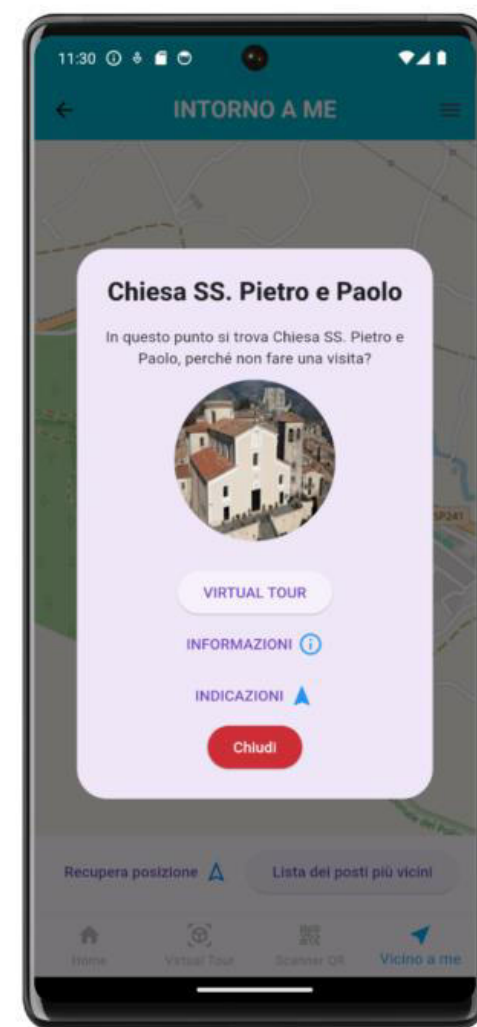 11:30
INTORNO A ME
Chiesa SS. Pietro e Paolo
In questo punto si trova Chiesa SS. Pietro e
Paolo, perché non fare una visita?
VIRTUAL TOUR
INFORMAZIONI
INDICAZIONI
Chiudi
SP241
Recupera posizione
Lista dei posti più vicini
Home
Virtual Tour
Scanner QR
Vicino a me